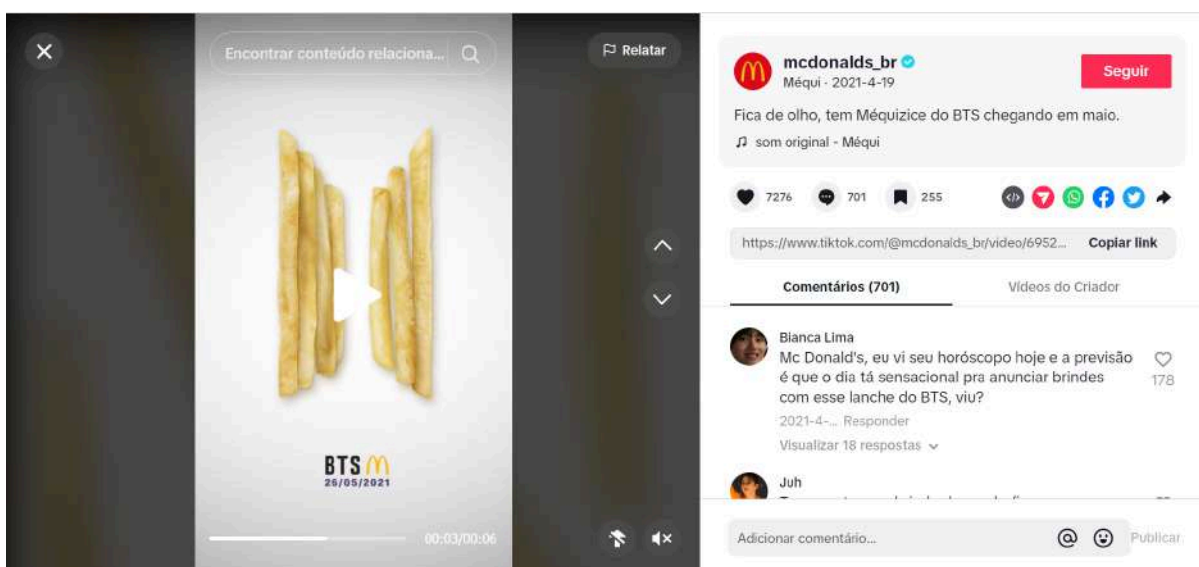 Encontrar conteúdo relaciona...
Relatar
BTS
26/05/2021
00:03/00:06
mcdonalds_br
Méqui · 2021-4-19
Seguir
Fica de olho, tem Méquizice do BTS chegando em maio.
som original - Méqui
7276
701
255
https://www.tiktok.com/@mcdonalds_br/video/6952...
Copiar link
Comentários (701)
Vídeos do Criador
Bianca Lima
Mc Donald's, eu vi seu horóscopo hoje e a previsão
é que o dia tá sensacional pra anunciar brindes
com esse lanche do BTS, viu?
178
2021-4-... Responder
Visualizar 18 respostas
Juh
Adicionar comentário...
Publicar